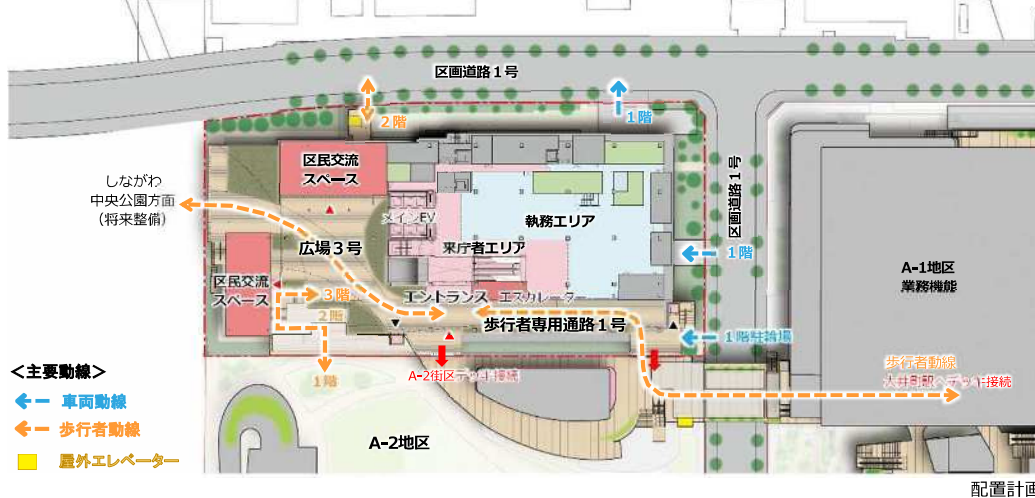 区画道路1号
2階
1階
区民交流
スペース
しながわ
中央公園方面
(将来整備)
メインEV
執務エリア
区画道路1号
広場3号
来庁者エリア
1階
A-1地区
業務機能
区民交流
スペース
3階
2階
エントランス
エスカレーター
歩行者専用通路1号
1階駐輪場
1階
A-2街区デッキ接続
歩行者動線
大井町駅へデッキ接続
<主要動線>
車両動線
歩行者動線
屋外エレベーター
A-2地区
配置計画